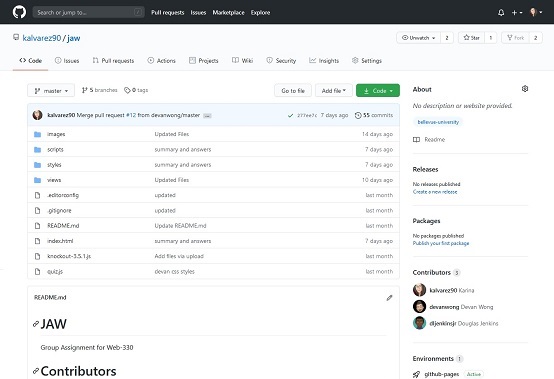 Search or jump to... / Pull requests Issues Marketplace Explore
kalvarez90 / jaw Unwatch 2 Star 1 Fork 2
Code Issues Pull requests Actions Projects Wiki Security Insights Settings
master 5 branches 0 tags Go to file Add file Code
kalvarez90 Merge pull request #12 from devanwong/master ... 277ee7c 7 days ago 55 commits
images Updated Files 14 days ago
scripts summary and answers 7 days ago
styles summary and answers 7 days ago
views Updated Files 10 days ago
.editorconfig updated last month
.gitignore updated last month
README.md Update README.md last month
index.html summary and answers 7 days ago
knockout-3.5.1.js Add files via upload last month
quiz.js devan css styles last month
README.md
JAW
Group Assignment for Web-330
Contributors
About
No description or website provided.
bellevue-university
Readme
Releases
No releases published
Create a new release
Packages
No packages published
Publish your first package
Contributors 3
kalvarez90 Karina
devanwong Devan Wong
dljenkinsjr Douglas Jenkins
Environments 1
github-pages Active